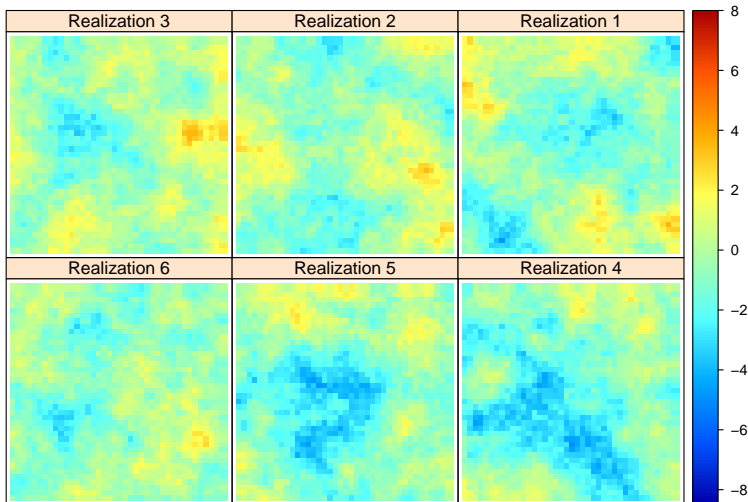 Realization 3
Realization 2
Realization 1
Realization 6
Realization 5
Realization 4
8
6
4
2
0
−2
−4
−6
−8